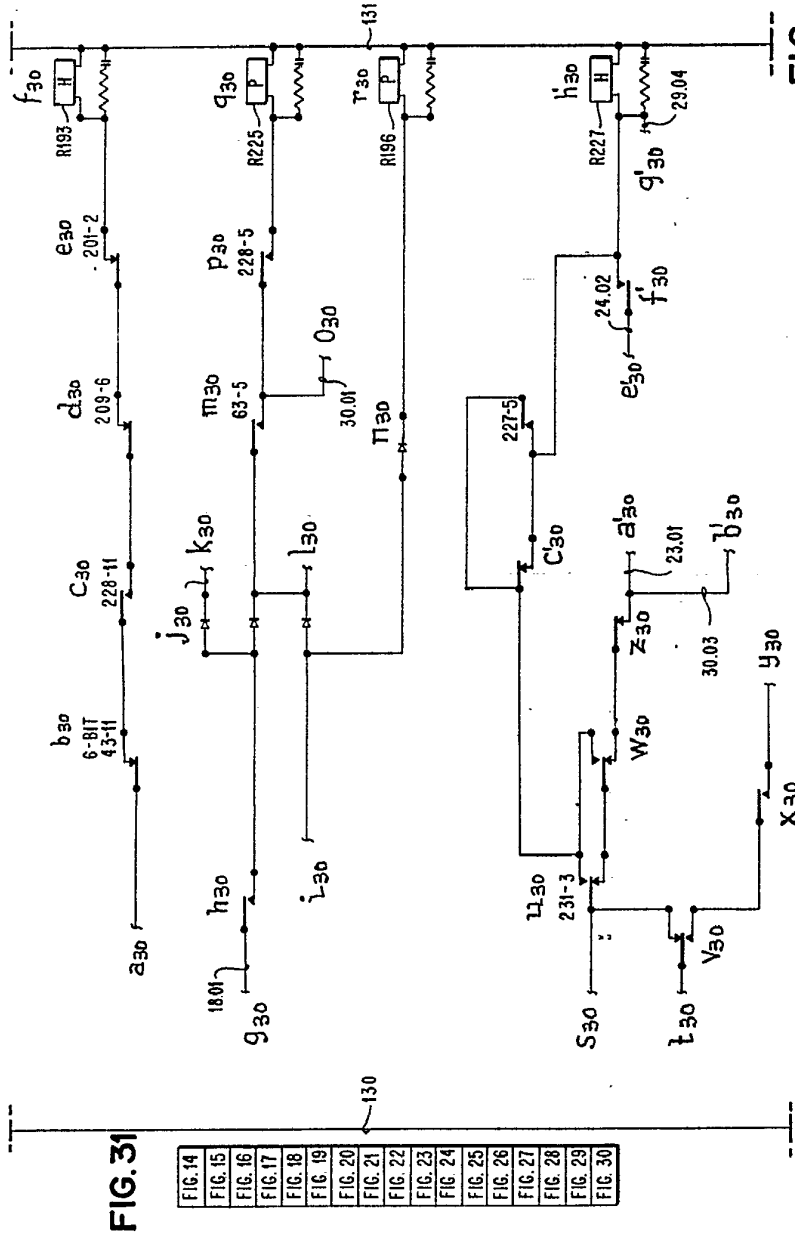 f30
R193
H
e30
201-2
d30
209-6
c30
228-11
b30
6-BIT
43-11
a30
131
q30
R225
P
p30
228-5
o30
30.01
m30
63-5
n30
r30
R196
P
j30
k30
l30
h30
i30
18.01
g30
h'30
R227
H
29.04
g'30
f'30
24.02
e'30
227-5
c'30
a'30
23.01
b'30
30.03
z30
w30
u30
231-3
s30
t30
v30
x30
y30
130
FIG. 31
FIG. 14
FIG. 15
FIG. 16
FIG. 17
FIG. 18
FIG. 19
FIG. 20
FIG. 21
FIG. 22
FIG. 23
FIG. 24
FIG. 25
FIG. 26
FIG. 27
FIG. 28
FIG. 29
FIG. 30